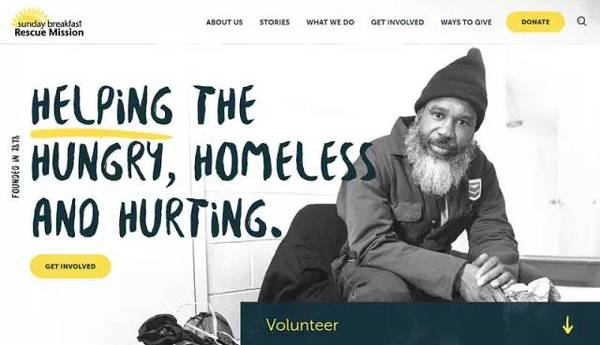 sunday breakfast
Rescue Mission
ABOUT US
STORIES
WHAT WE DO
GET INVOLVED
WAYS TO GIVE
DONATE
FOUNDED IN 1878
HELPING THE
HUNGRY, HOMELESS
AND HURTING.
GET INVOLVED
Volunteer